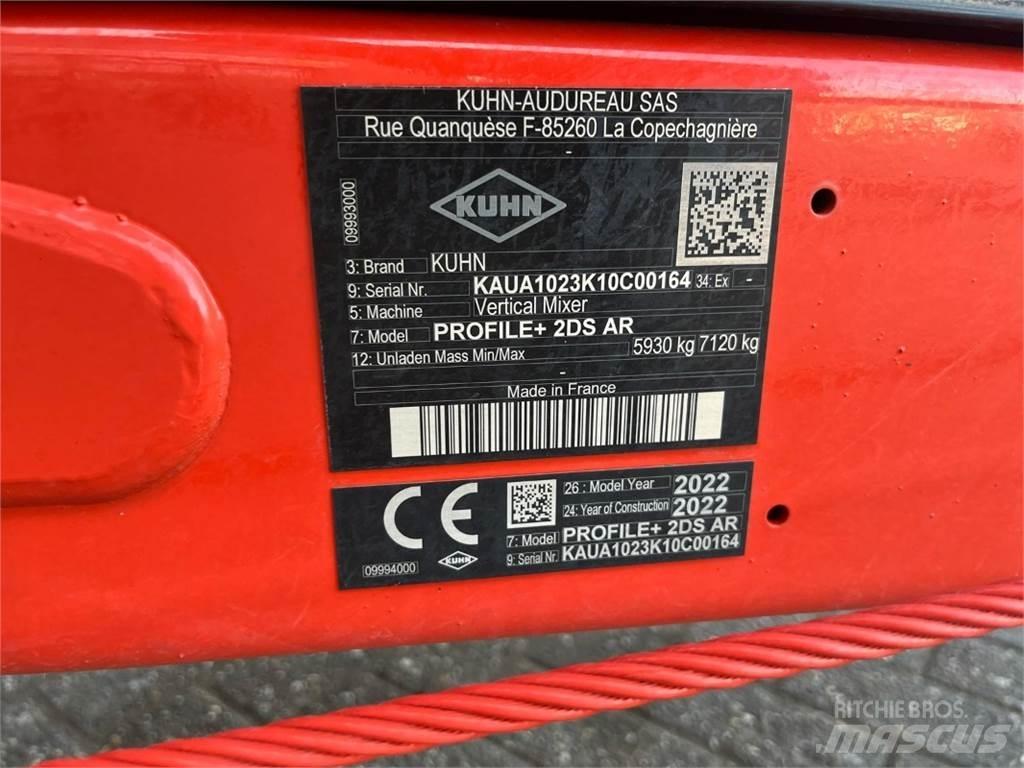 KUHN-AUDUREAU SAS
Rue Quanquèse F-85260 La Copechagnière
-
09993000
KUHN
3: Brand KUHN
9: Serial Nr. KAUA1023K10C00164 34: Ex -
5: Machine Vertical Mixer
7: Model PROFILE+ 2DS AR
12: Unladen Mass Min/Max 5930 kg 7120 kg
-
Made in France
CE
26 : Model Year 2022
24: Year of Construction 2022
7: Model PROFILE+ 2DS AR
9: Serial Nr. KAUA1023K10C00164
09994000
KUHN
RITCHIE BROS.
MASCUS